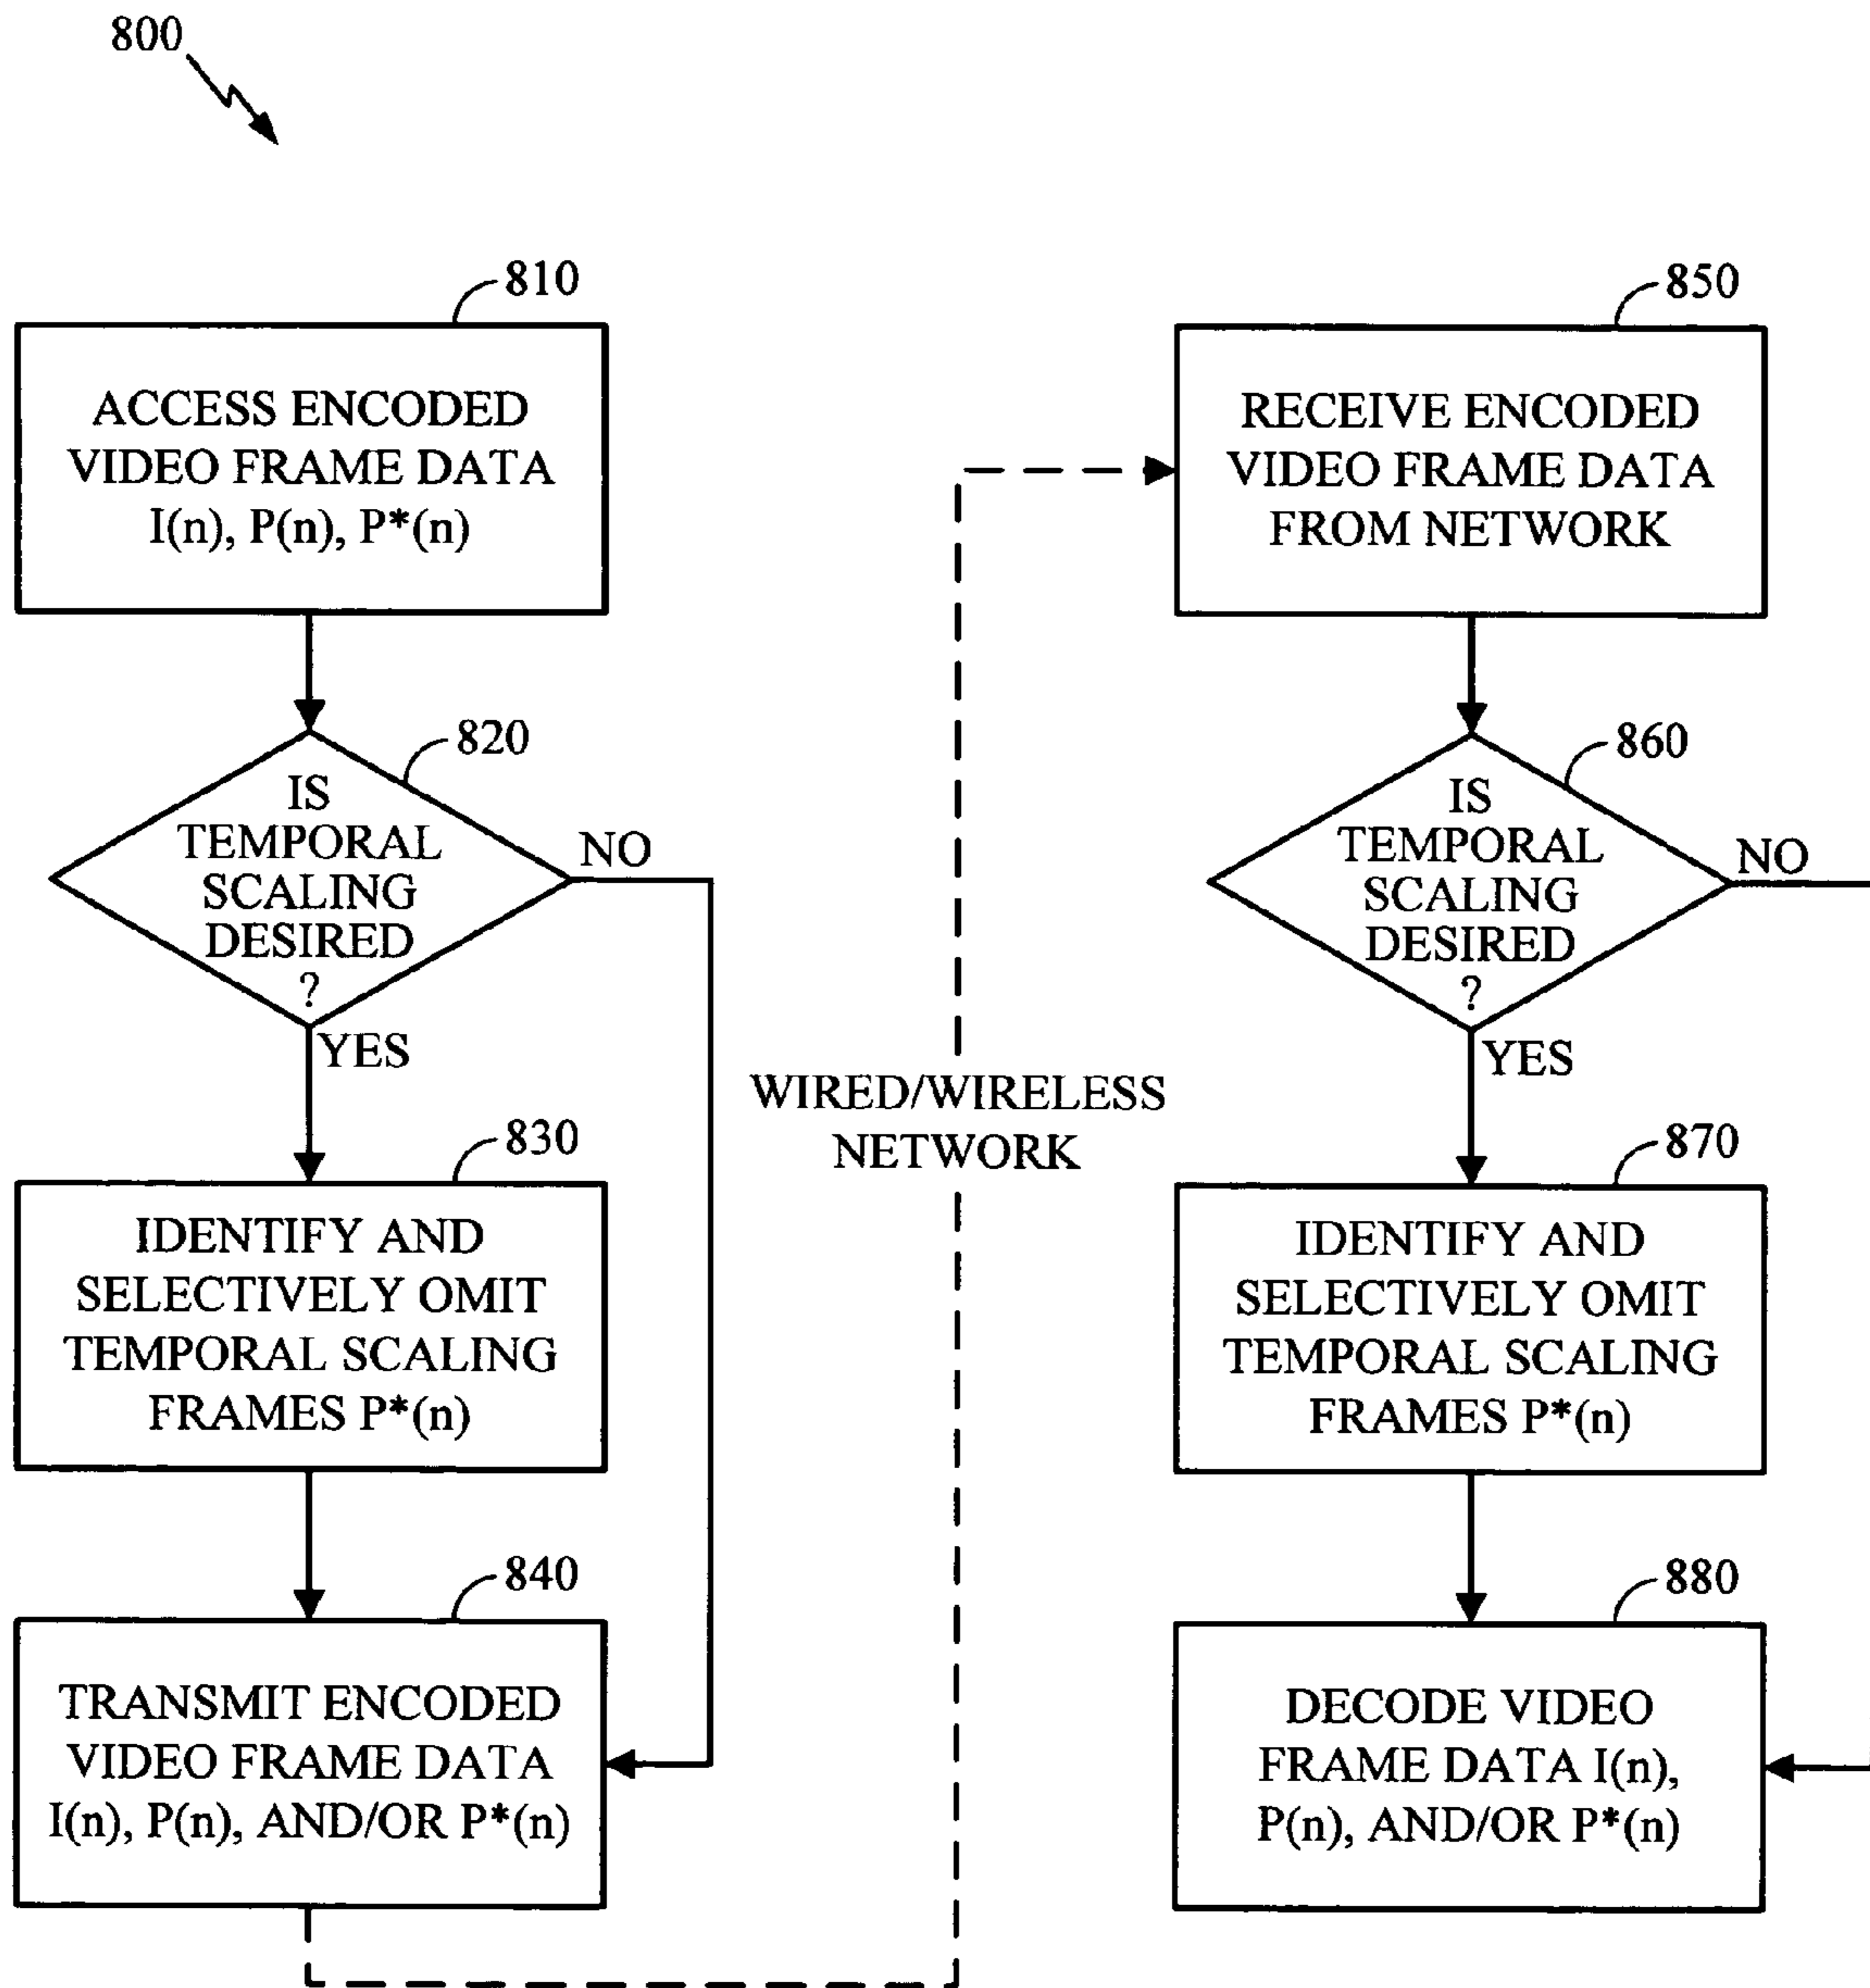 800
810
ACCESS ENCODED
VIDEO FRAME DATA
I(n), P(n), P*(n)
820
IS
TEMPORAL
SCALING
DESIRED
?
NO
YES
830
IDENTIFY AND
SELECTIVELY OMIT
TEMPORAL SCALING
FRAMES P*(n)
840
TRANSMIT ENCODED
VIDEO FRAME DATA
I(n), P(n), AND/OR P*(n)
WIRED/WIRELESS
NETWORK
850
RECEIVE ENCODED
VIDEO FRAME DATA
FROM NETWORK
860
IS
TEMPORAL
SCALING
DESIRED
?
NO
YES
870
IDENTIFY AND
SELECTIVELY OMIT
TEMPORAL SCALING
FRAMES P*(n)
880
DECODE VIDEO
FRAME DATA I(n),
P(n), AND/OR P*(n)